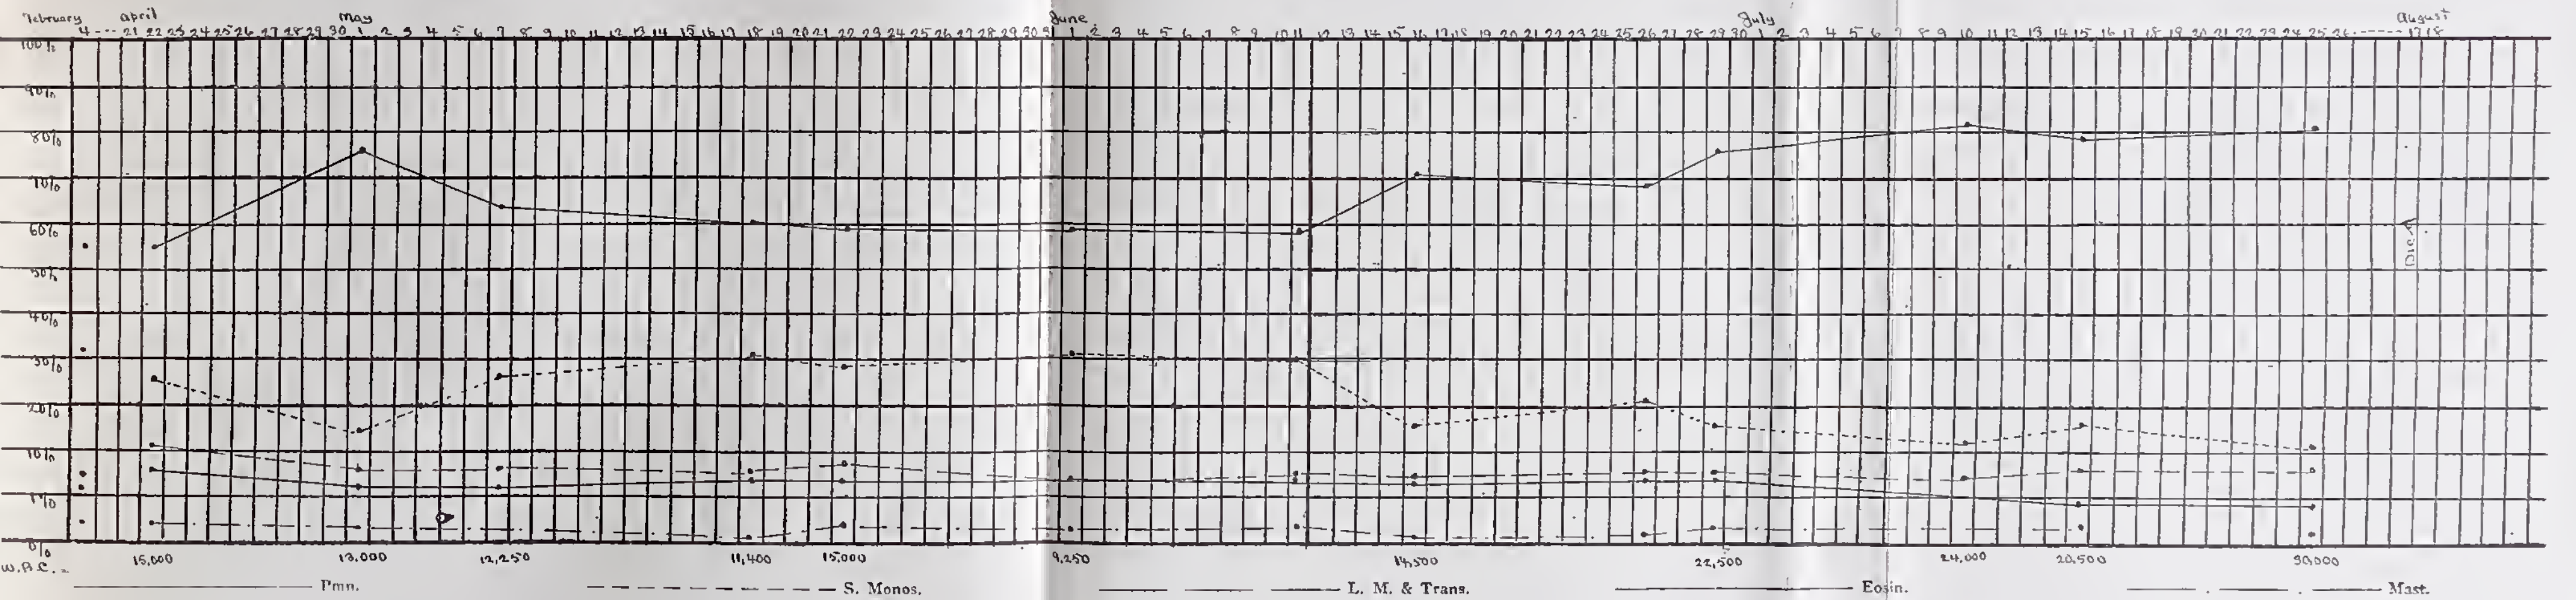 February April May June July August
4 --- 21 22 23 24 25 26 27 28 29 30 1 2 3 4 5 6 7 8 9 10 11 12 13 14 15 16 17 18 19 20 21 22 23 24 25 26 27 28 29 30 31 1 2 3 4 5 6 7 8 9 10 11 12 13 14 15 16 17 18 19 20 21 22 23 24 25 26 27 28 29 30 1 2 3 4 5 6 7 8 9 10 11 12 13 14 15 16 17 18 19 20 21 22 23 24 25 26 ------ 17 18
100%
90%
80%
70%
60%
Died
50%
40%
30%
20%
10%
1%
0%
15,000 13,000 12,250 11,400 15,000 9,250 14,500 22,500 24,000 20,500 30,000
W.B.C. =
Pmn. S. Monos. L. M. & Trans. Eosin. Mast.